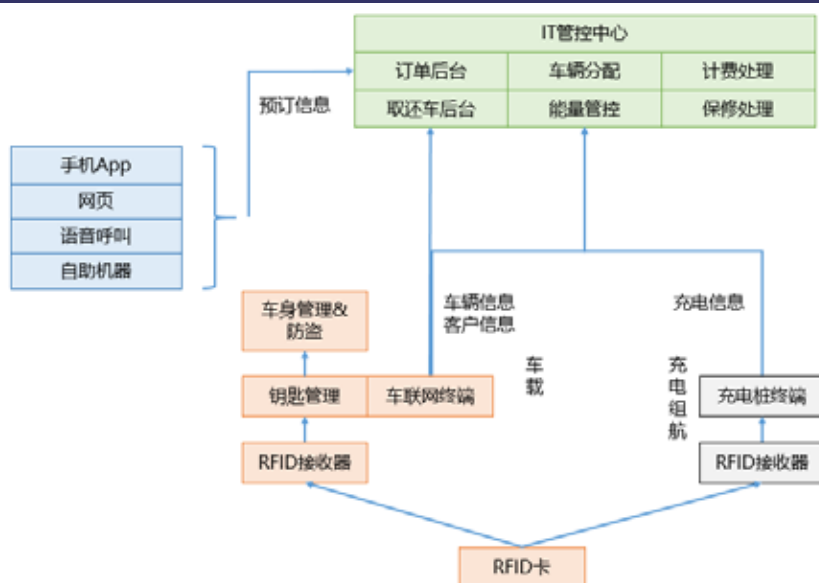 IT管控中心
订单后台 车辆分配 计费处理
取还车后台 能量管控 保修处理
预订信息
手机App
网页
语音呼叫
自助机器
车身管理&
防盗
车辆信息
客户信息
充电信息
车
载
充
电
组
航
钥匙管理 车联网终端
充电桩终端
RFID接收器
RFID接收器
RFID卡